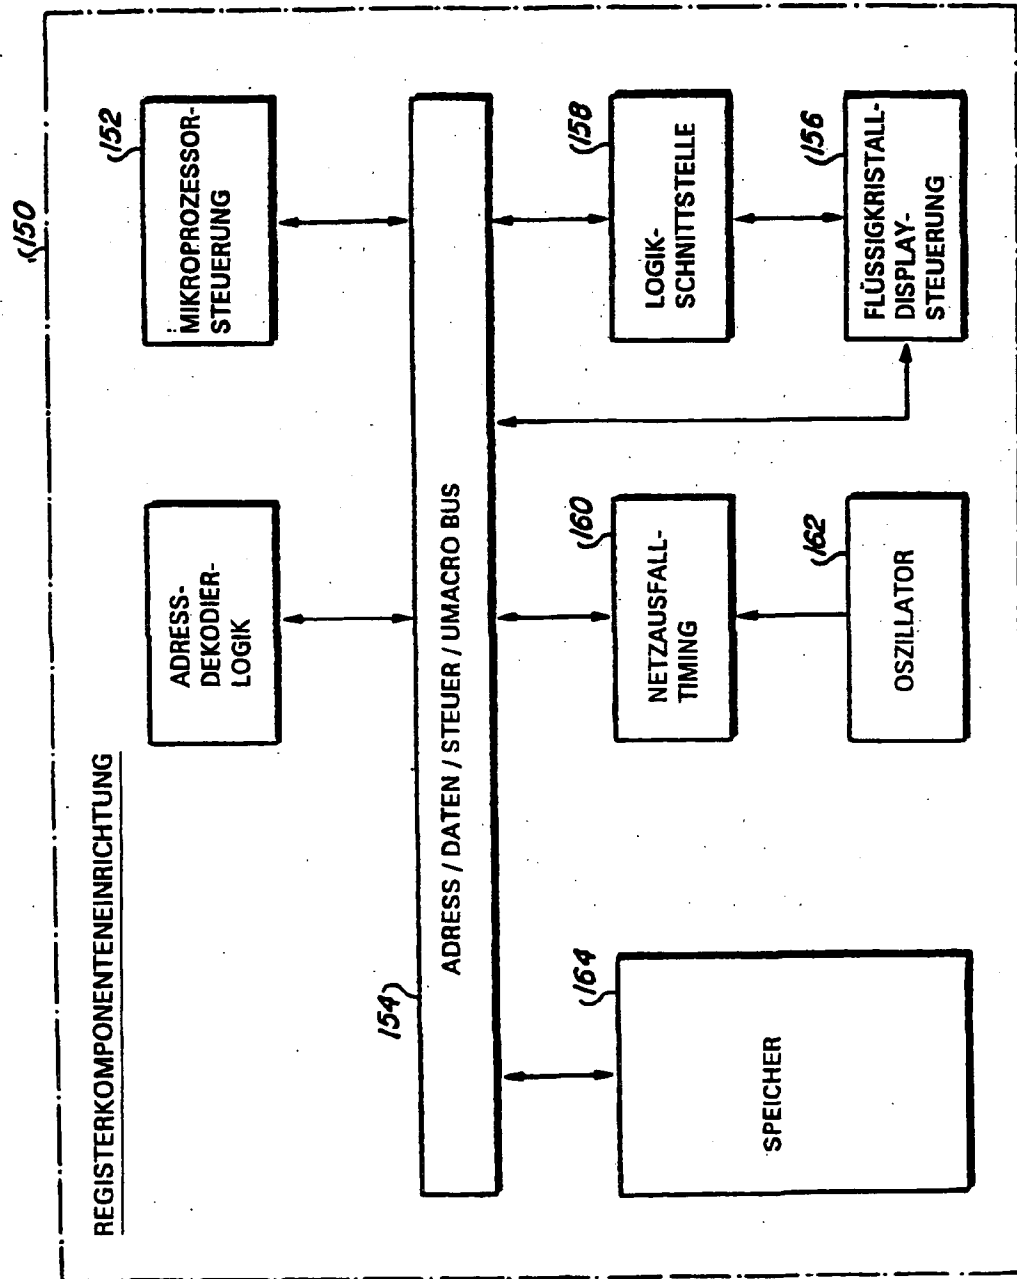 150
REGISTERKOMPONENTENEINRICHTUNG
ADRESS-
DEKODIER-
LOGIK
152
MIKROPROZESSOR-
STEUERUNG
154
ADRESS / DATEN / STEUER / UMACRO BUS
164
SPEICHER
160
NETZAUSFALL-
TIMING
158
LOGIK-
SCHNITTSTELLE
162
OSZILLATOR
156
FLÜSSIGKRISTALL-
DISPLAY-
STEUERUNG